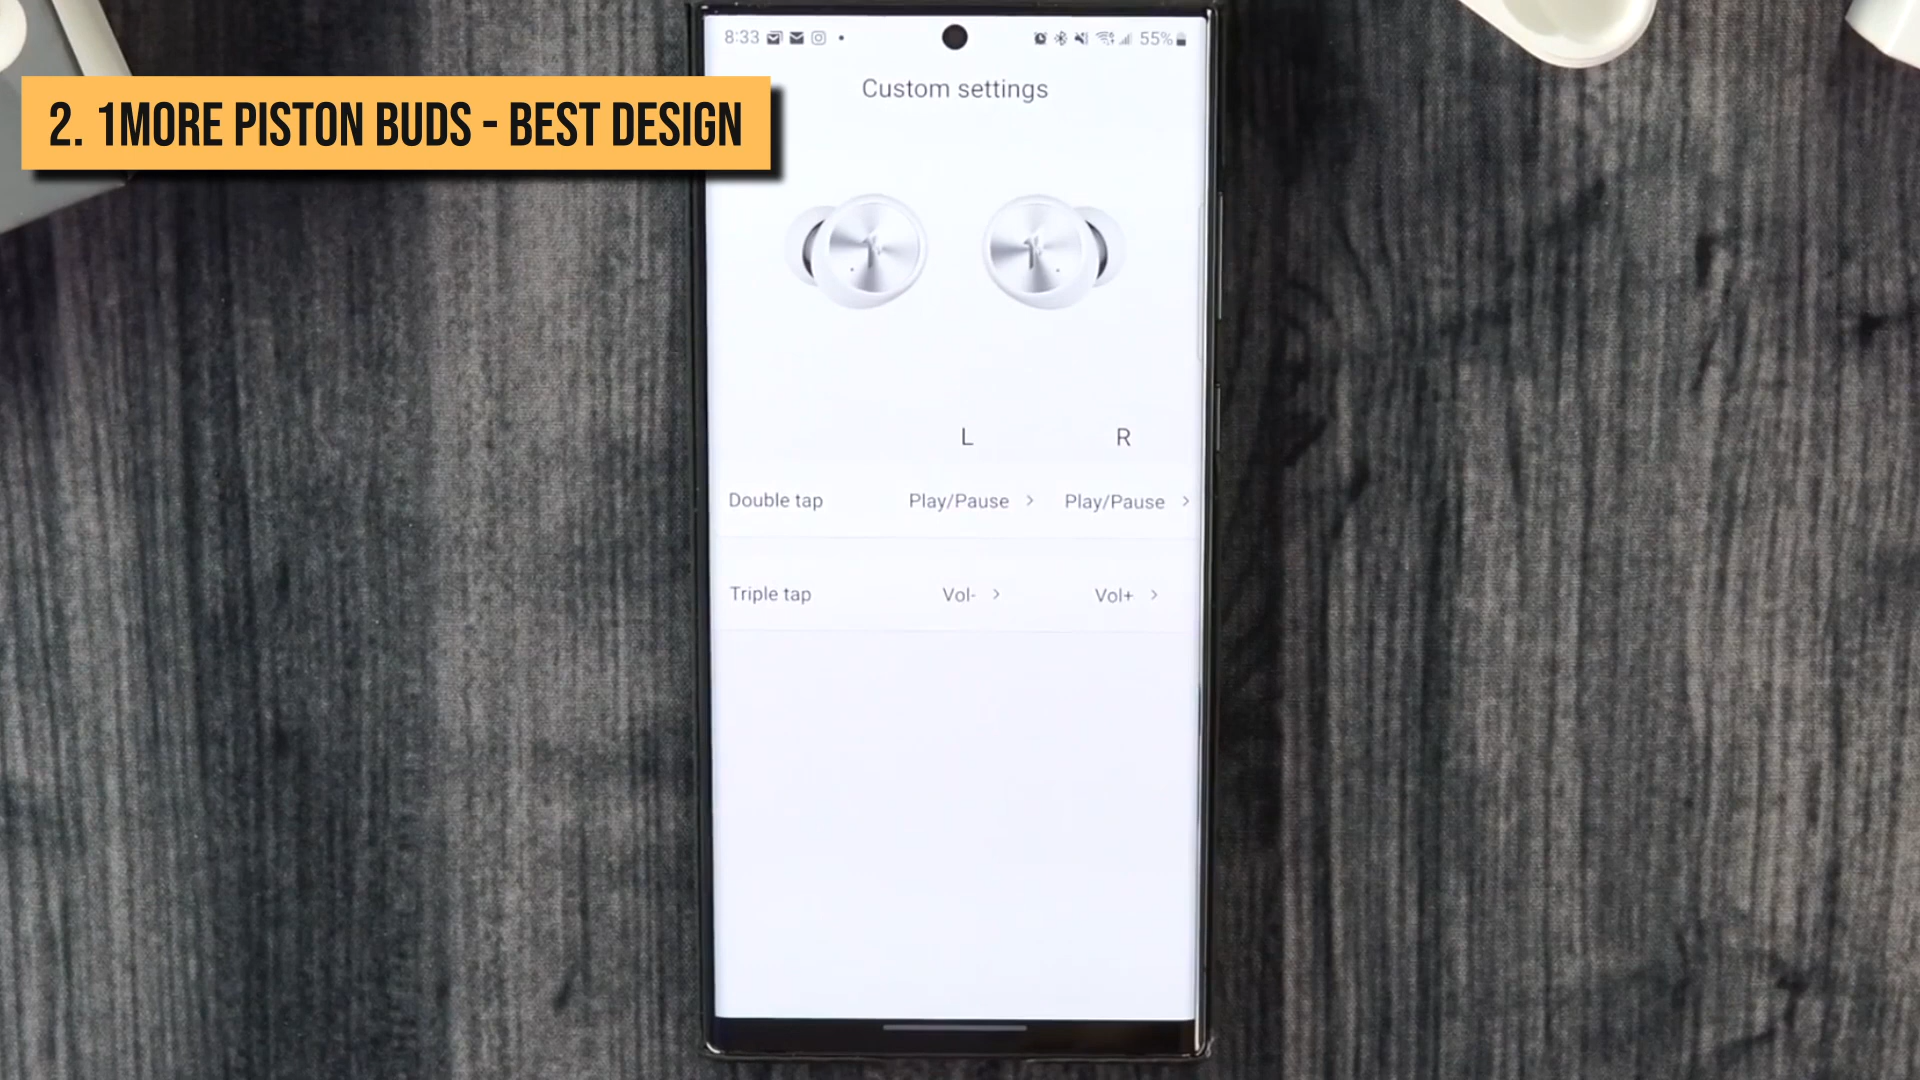 8:33
55%
2. 1MORE PISTON BUDS - BEST DESIGN
Custom settings
L R
Double tap Play/Pause > Play/Pause >
Triple tap Vol- > Vol+ >